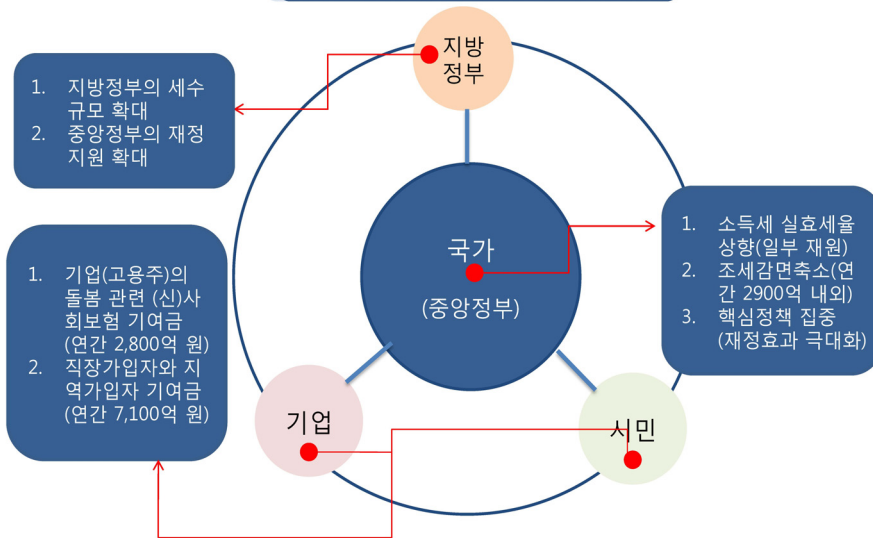 지방
정부
1. 지방정부의 세수
규모 확대
2. 중앙정부의 재정
지원 확대
국가
(중앙정부)
1. 소득세 실효세율
상향(일부 재원)
2. 조세감면축소(연
간 2900억 내외)
3. 핵심정책 집중
(재정효과 극대화)
1. 기업(고용주)의
돌봄 관련 (신)사
회보험 기여금
(연간 2,800억 원)
2. 직장가입자와 지
역가입자 기여금
(연간 7,100억 원)
기업
시민